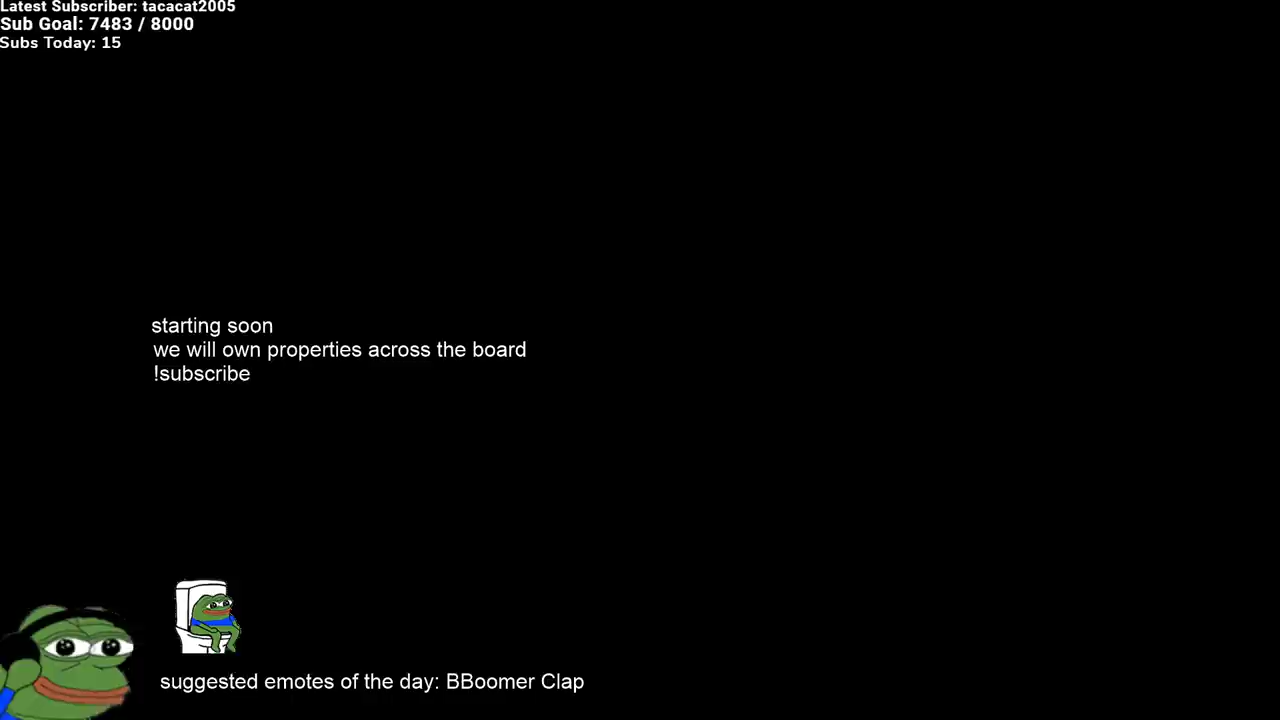 Latest Subscriber: tacacat2005
Sub Goal: 7483 / 8000
Subs Today: 15
starting soon
we will own properties across the board
!subscribe
suggested emotes of the day: BBoomer Clap